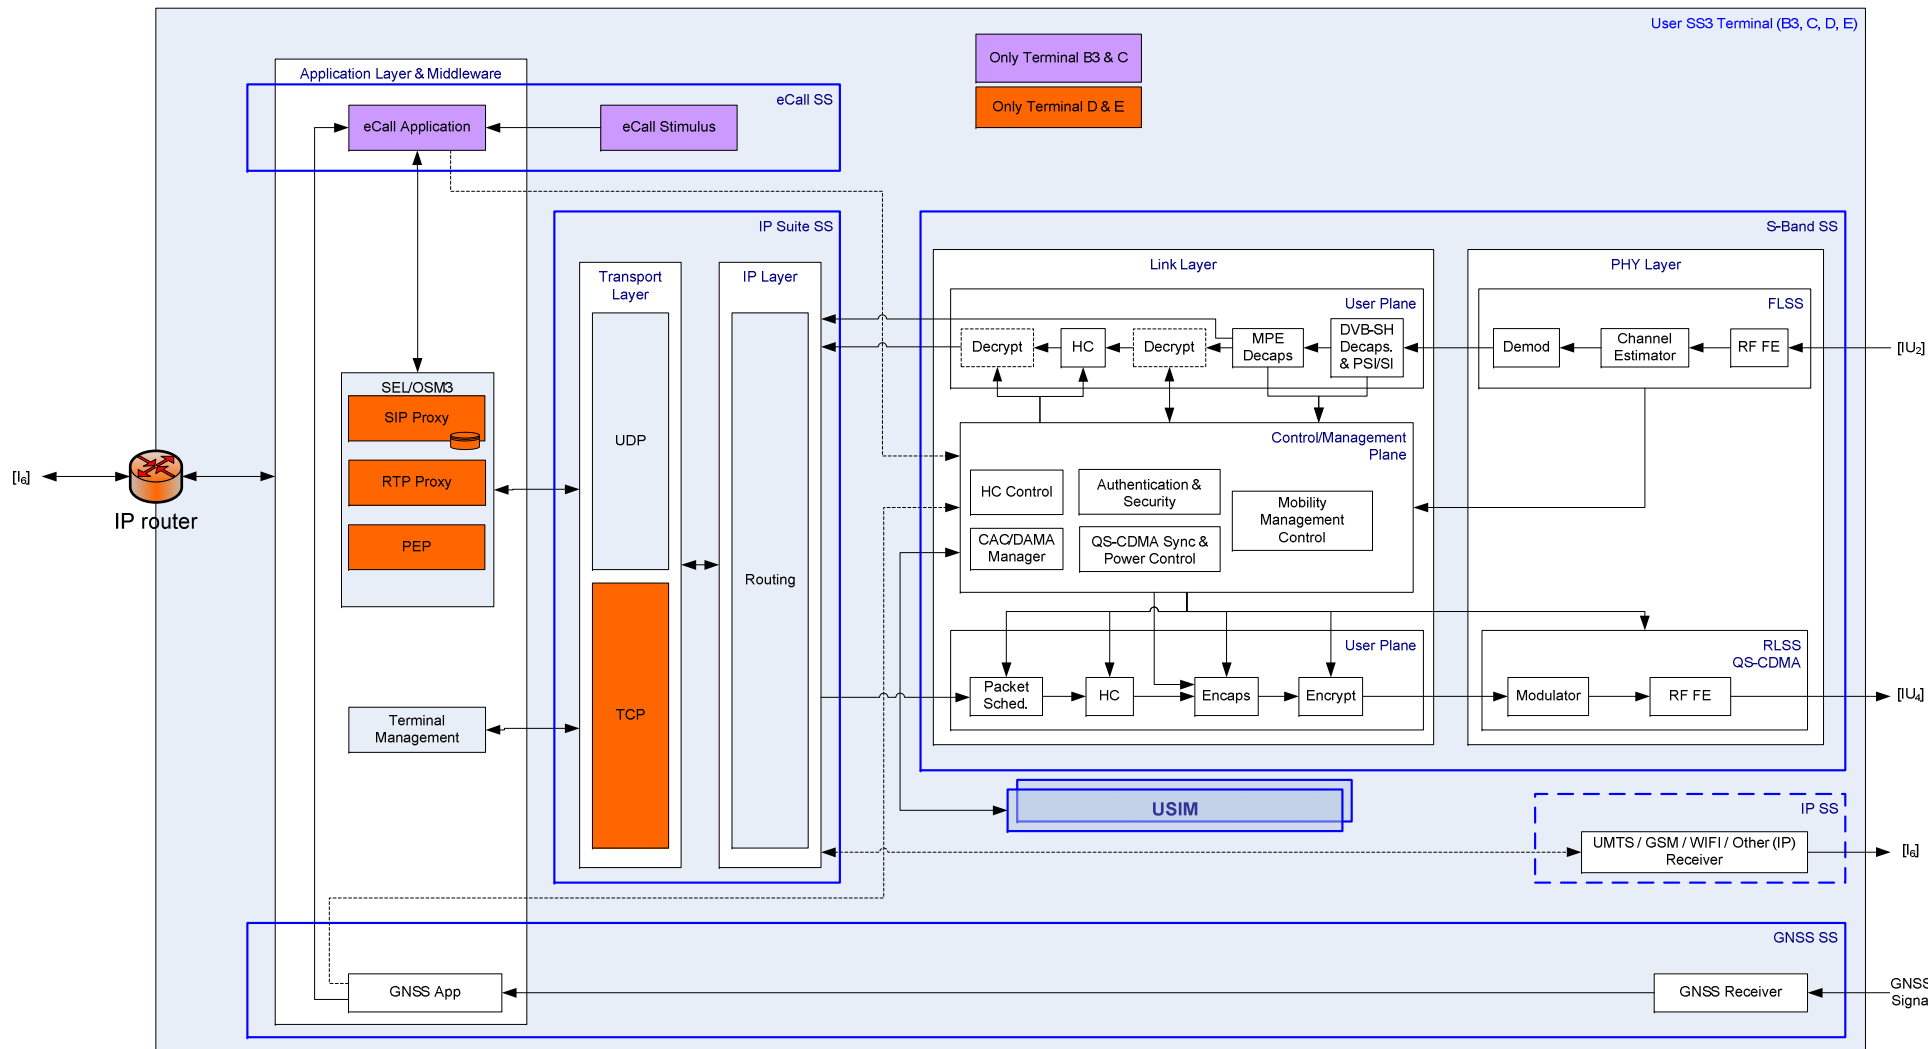 User SS3 Terminal (B3, C, D, E)
Only Terminal B3 & C
Only Terminal D & E
Application Layer & Middleware
eCall SS
eCall Application
eCall Stimulus
IP Suite SS
S-Band SS
Transport
Layer
IP Layer
Link Layer
PHY Layer
User Plane
FLSS
Decrypt
HC
Decrypt
MPE
Decaps
DVB-SH
Decaps.
& PSI/SI
Demod
Channel
Estimator
RF FE
[IU2]
SEL/OSM3
SIP Proxy
RTP Proxy
PEP
UDP
TCP
Routing
Control/Management
Plane
HC Control
Authentication &
Security
Mobility
Management
Control
CAC/DAMA
Manager
QS-CDMA Sync &
Power Control
[I6]
IP router
User Plane
RLSS
QS-CDMA
Packet
Sched.
HC
Encaps
Encrypt
Modulator
RF FE
[IU4]
Terminal
Management
USIM
IP SS
UMTS / GSM / WIFI / Other (IP)
Receiver
[I6]
GNSS SS
GNSS App
GNSS Receiver
GNSS
Signa